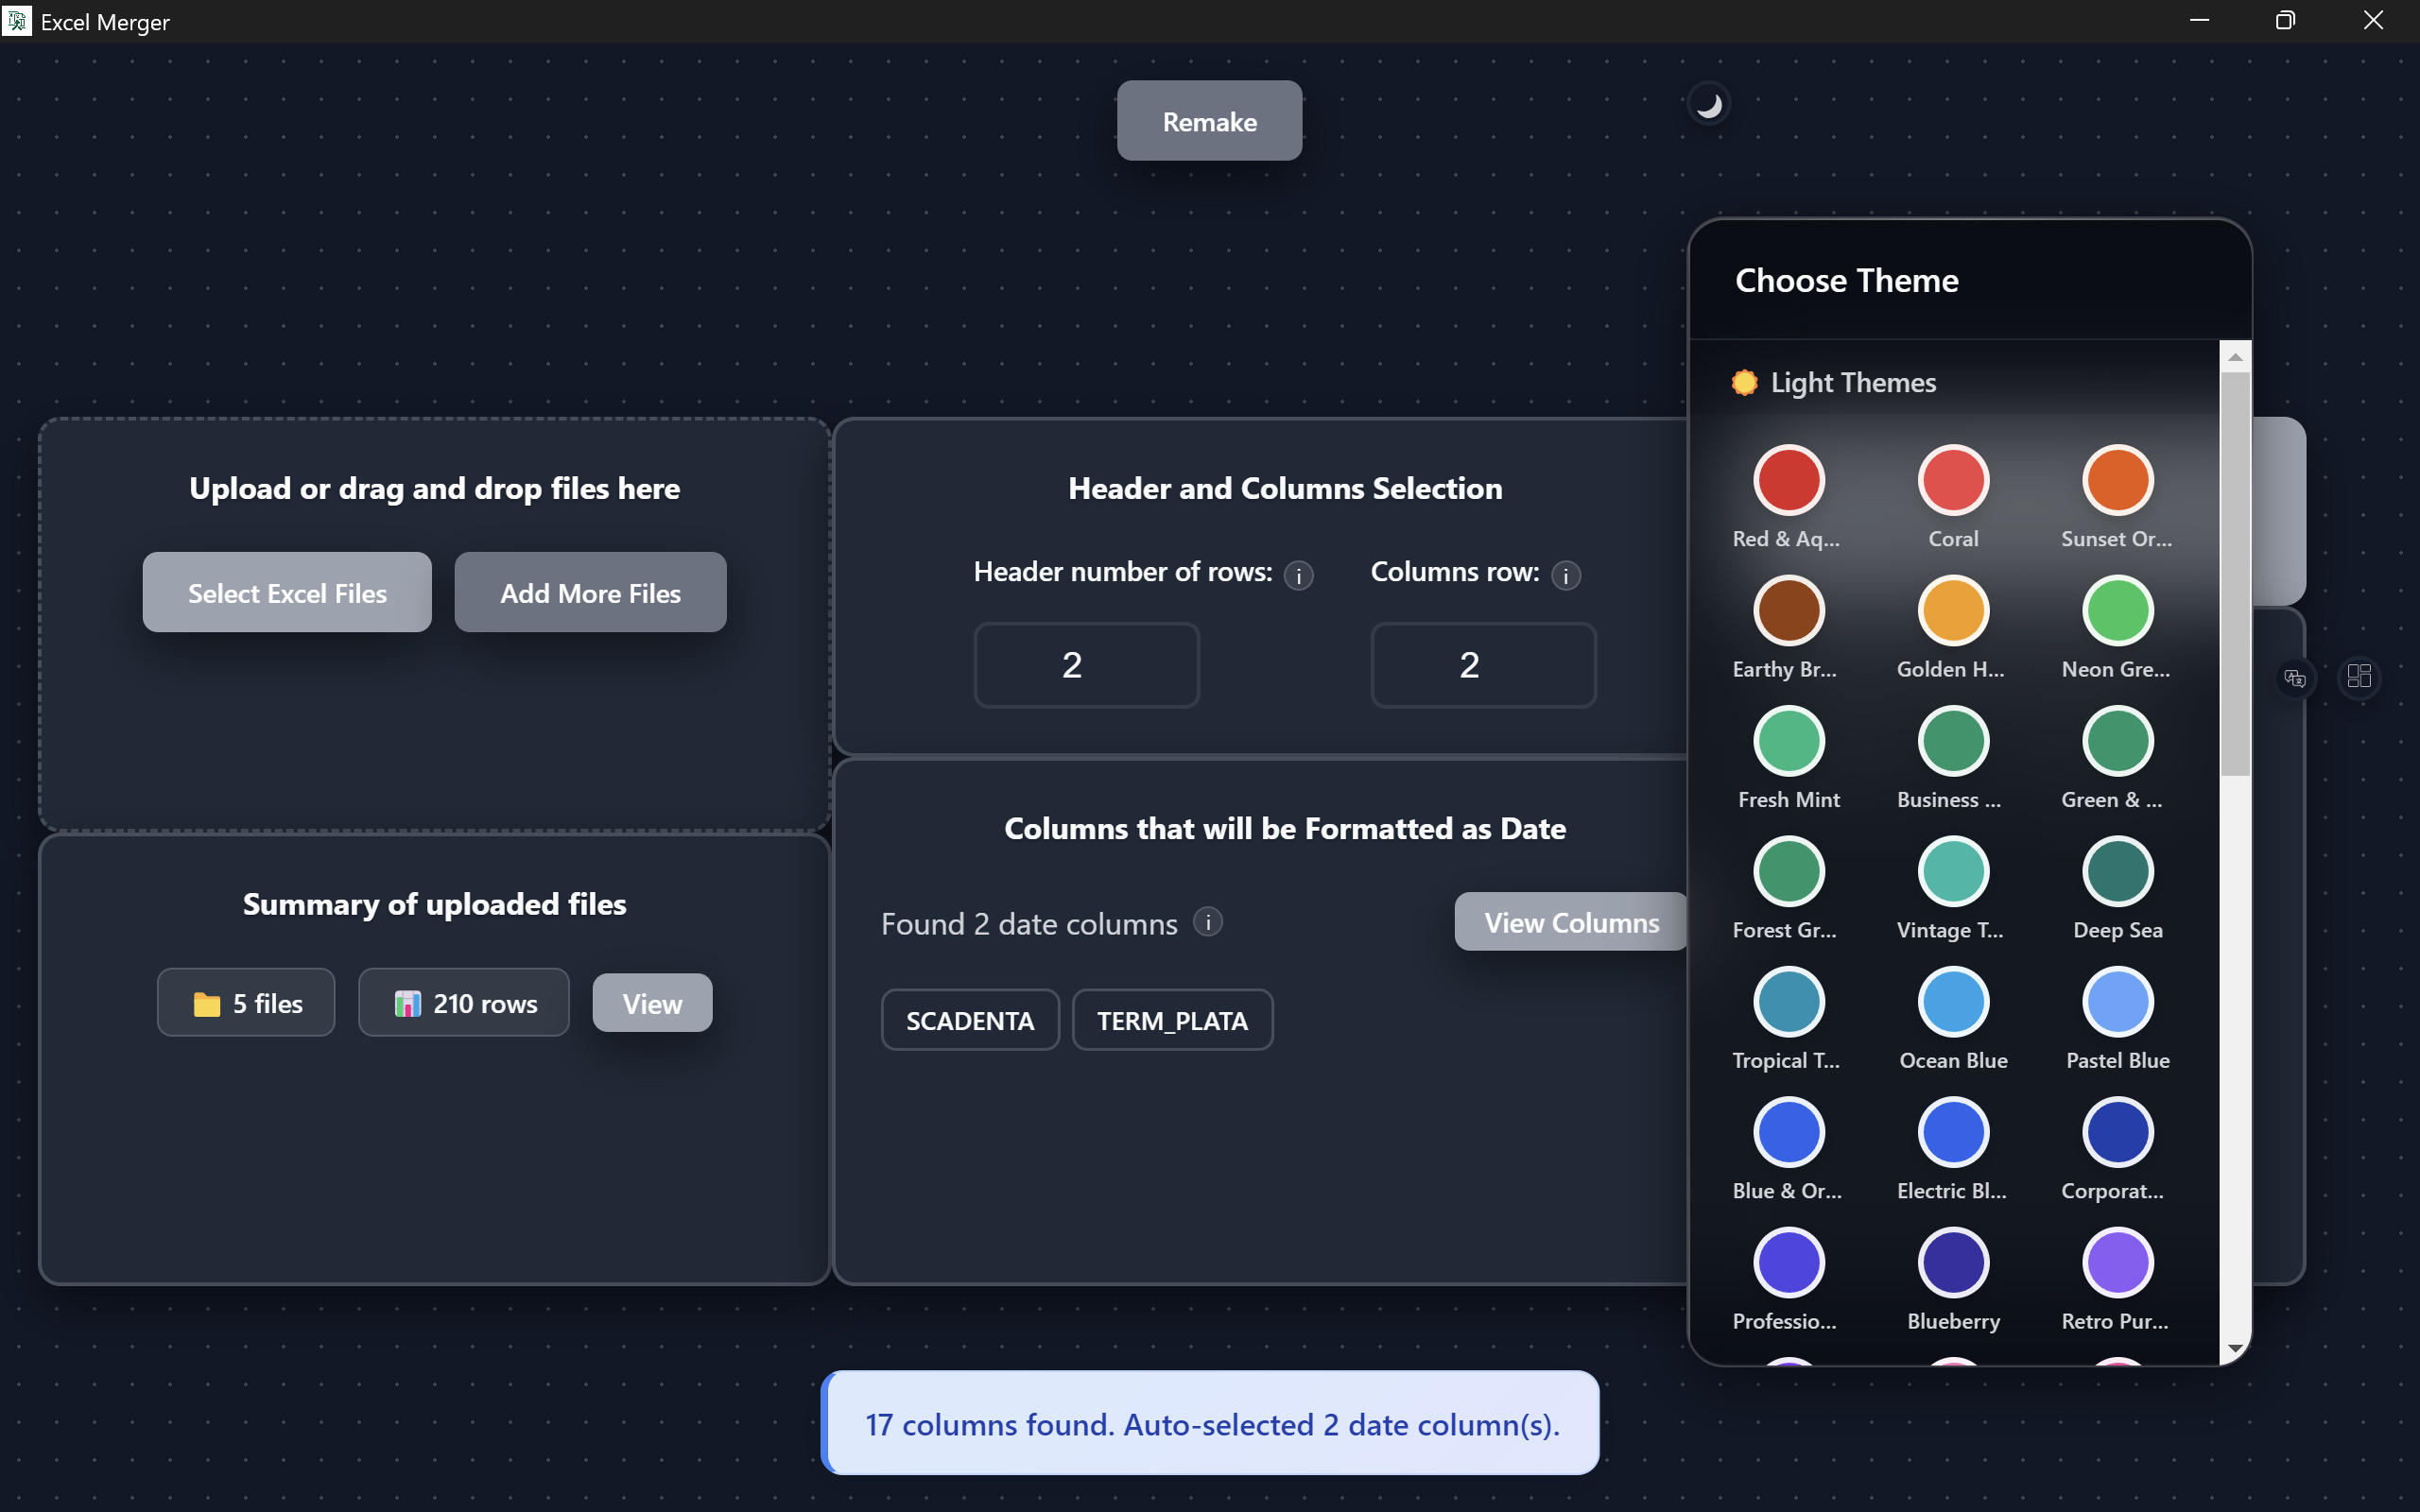 Excel Merger
Remake
Choose Theme
Light Themes
Red & Aq...
Coral
Sunset Or...
Earthy Br...
Golden H...
Neon Gre...
Fresh Mint
Business ...
Green & ...
Forest Gr...
Vintage T...
Deep Sea
Tropical T...
Ocean Blue
Pastel Blue
Blue & Or...
Electric Bl...
Corporat...
Professio...
Blueberry
Retro Pur...
Upload or drag and drop files here
Select Excel Files
Add More Files
Summary of uploaded files
5 files
210 rows
View
Header and Columns Selection
Header number of rows: i
Columns row: i
2
2
Columns that will be Formatted as Date
Found 2 date columns i
View Columns
SCADENTA
TERM_PLATA
17 columns found. Auto-selected 2 date column(s).